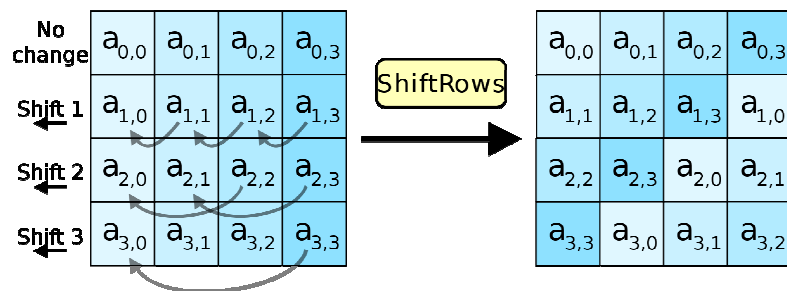 No
change
a0,0 a0,1 a0,2 a0,3
Shift 1
a1,0 a1,1 a1,2 a1,3
Shift 2
a2,0 a2,1 a2,2 a2,3
Shift 3
a3,0 a3,1 a3,2 a3,3
ShiftRows
a0,0 a0,1 a0,2 a0,3
a1,1 a1,2 a1,3 a1,0
a2,2 a2,3 a2,0 a2,1
a3,3 a3,0 a3,1 a3,2